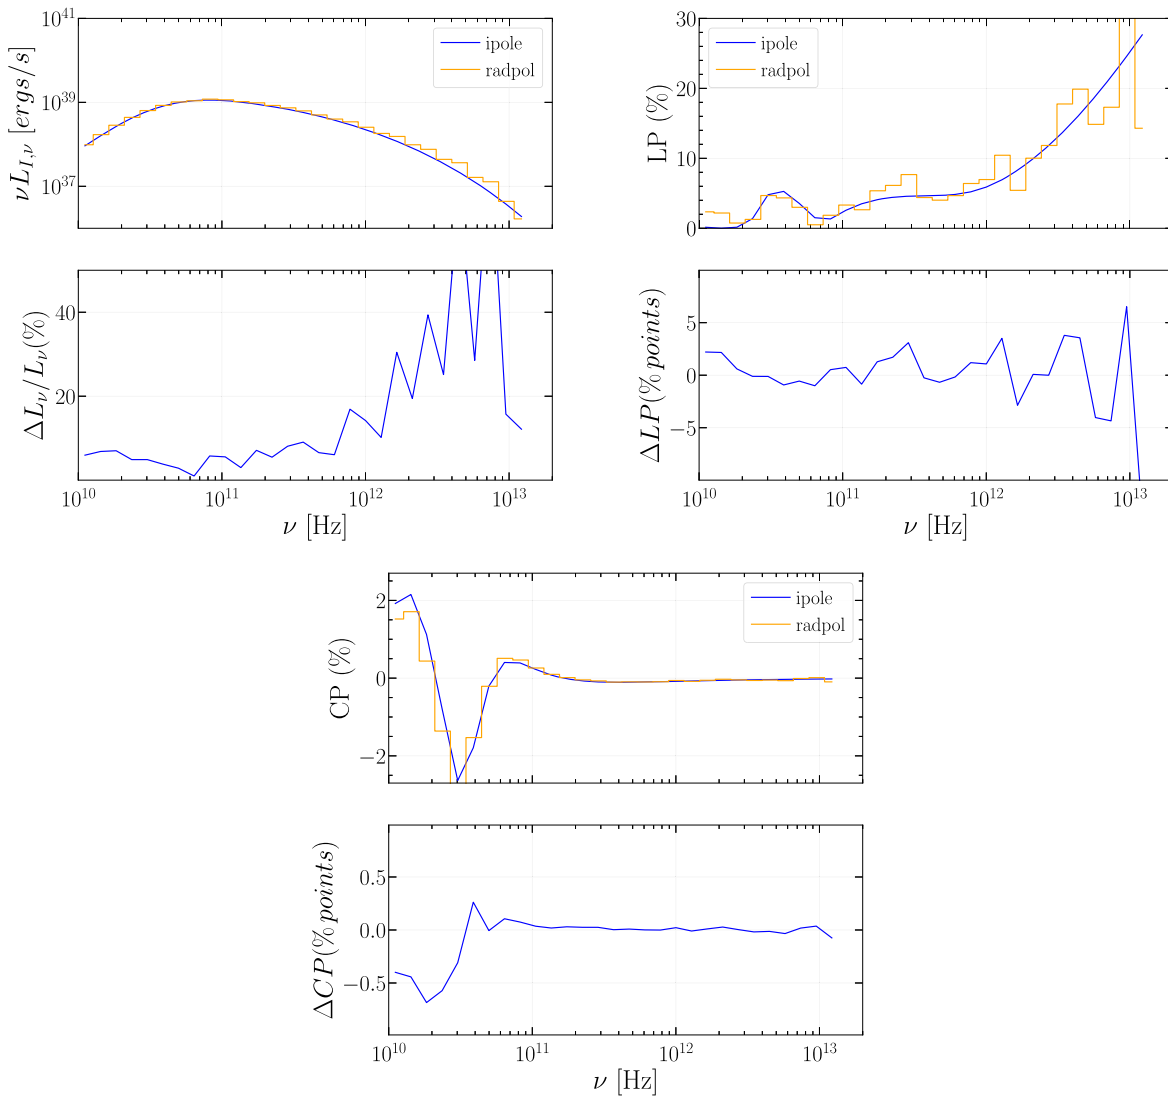 νL_{I,ν} [ergs/s]
10^{41}
10^{39}
10^{37}
ipole
radpol
LP (%)
30
20
10
0
ipole
radpol
ΔL_ν/L_ν(%)
40
20
10^{10} 10^{11} 10^{12} 10^{13}
ν [Hz]
ΔLP(% points)
5
0
−5
10^{10} 10^{11} 10^{12} 10^{13}
ν [Hz]
CP (%)
2
0
−2
ipole
radpol
ΔCP(% points)
0.5
0.0
−0.5
10^{10} 10^{11} 10^{12} 10^{13}
ν [Hz]